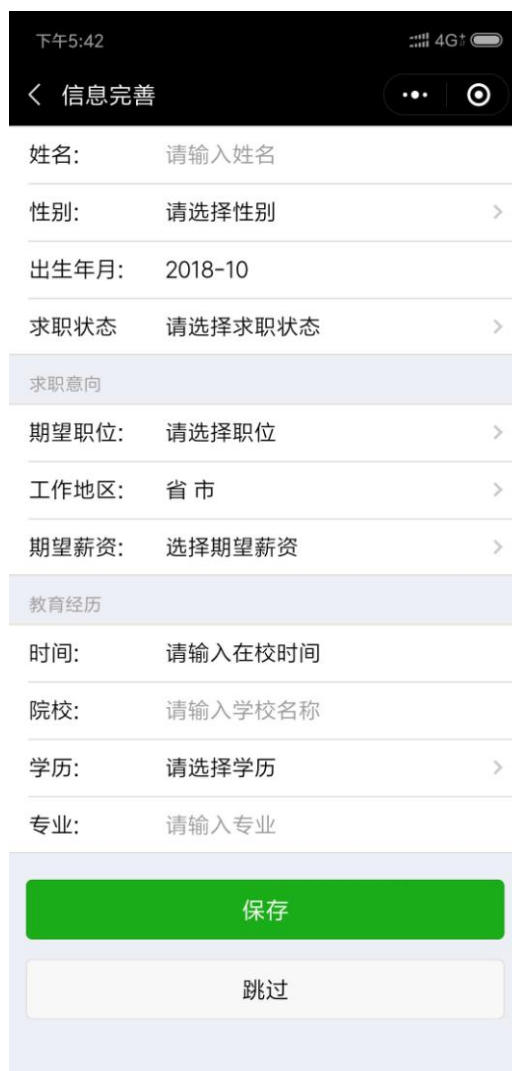 下午5:42 4G
信息完善
姓名: 请输入姓名
性别: 请选择性别
出生年月: 2018-10
求职状态 请选择求职状态
求职意向
期望职位: 请选择职位
工作地区: 省 市
期望薪资: 选择期望薪资
教育经历
时间: 请输入在校时间
院校: 请输入学校名称
学历: 请选择学历
专业: 请输入专业
保存
跳过